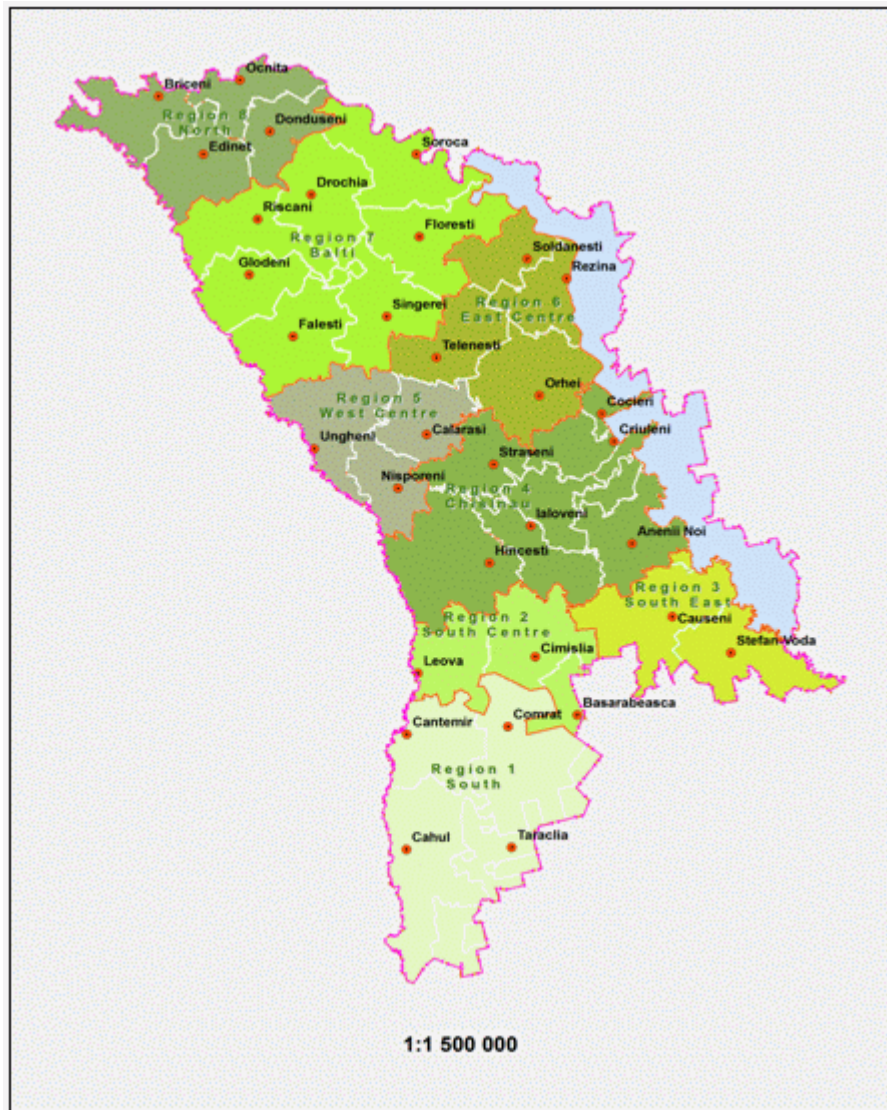 Ocnita
Briceni
Region 8
North
Donduseni
Edinet
Soroca
Drochia
Riscani
Floresti
Region 7
Balti
Soldanesti
Glodeni
Rezina
Region 6
East Centre
Singerei
Falesti
Telenesti
Orhei
Region 5
West Centre
Cocieri
Calarasi
Criuleni
Ungheni
Straseni
Nisporeni
Region 4
Chisinau
Ialoveni
Anenii Noi
Hincesti
Region 3
South East
Region 2
South Centre
Causeni
Stefan-Voda
Cimislia
Leova
Basarabeasca
Cantemir
Comrat
Region 1
South
Cahul
Taraclia
1:1 500 000